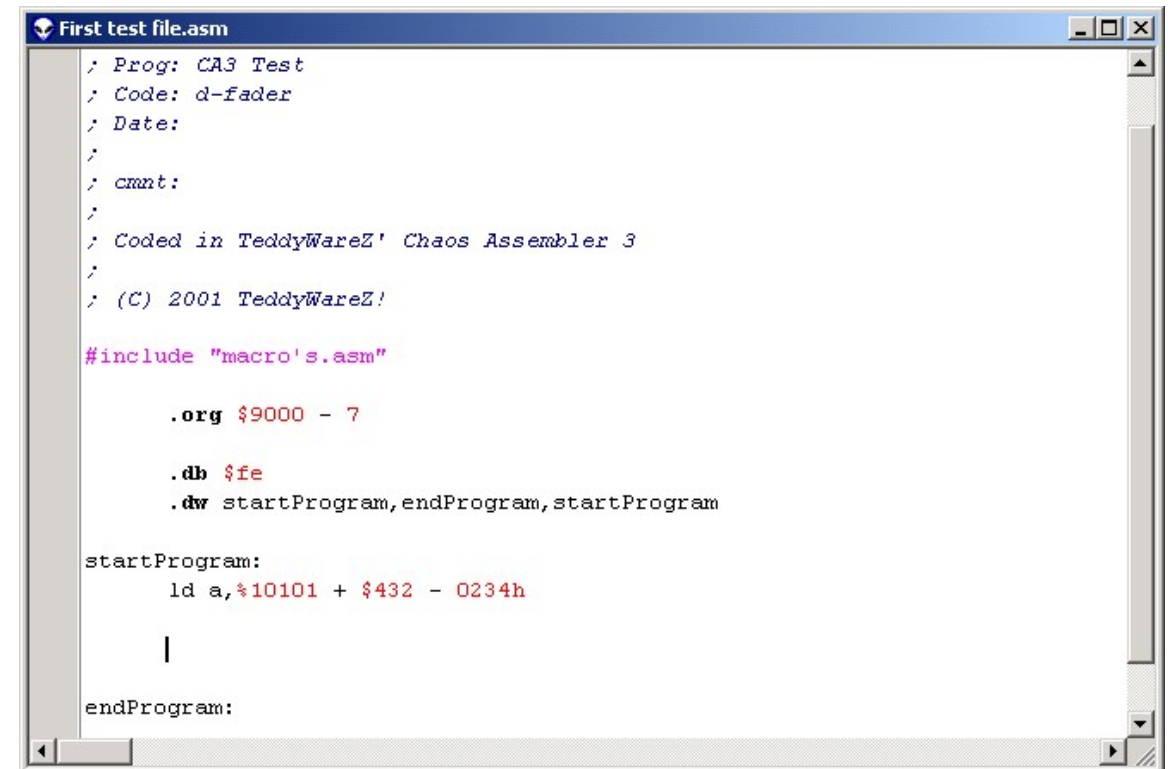 First test file.asm
; Prog: CA3 Test
; Code: d-fader
; Date:
;
; cmnt:
;
; Coded in TeddyWareZ' Chaos Assembler 3
;
; (C) 2001 TeddyWareZ!
#include "macro's.asm"
.org $9000 - 7
.db $fe
.dw startProgram,endProgram,startProgram
startProgram:
ld a,%10101 + $432 - 0234h
endProgram: